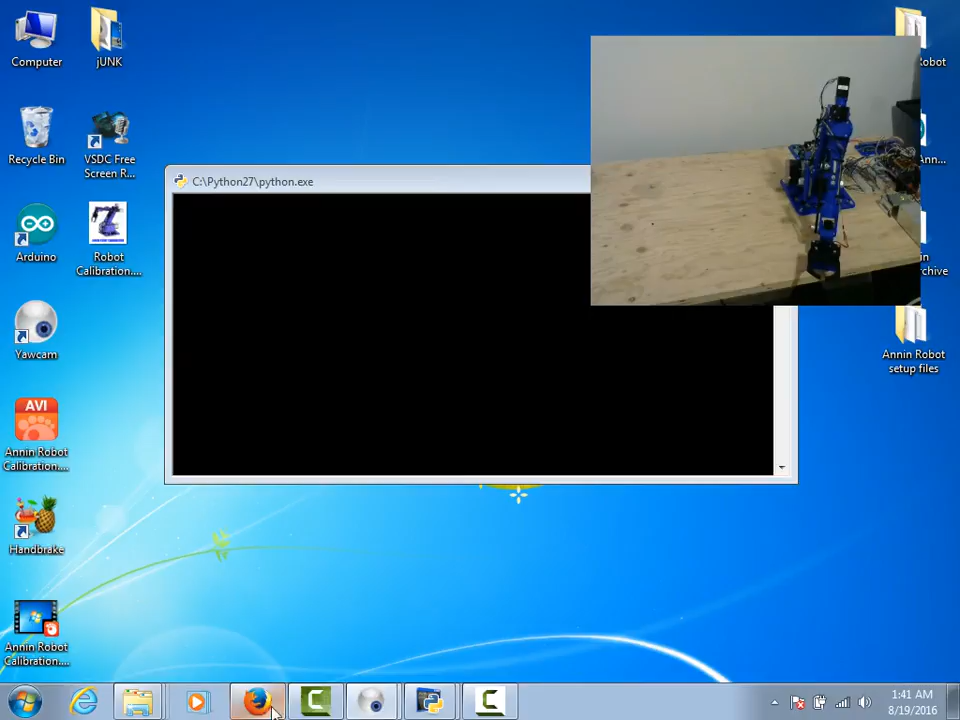 Computer
jUNK
Robot
Recycle Bin
VSDC Free
Screen R...
Ann...
Arduino
Robot
Calibration....
in
rchive
C:\Python27\python.exe
Yawcam
Annin Robot
setup files
AVI
Annin Robot
Calibration....
Handbrake
Annin Robot
Calibration....
1:41 AM
8/19/2016